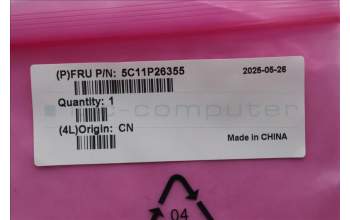 (P)FRU P/N: 5C11P26355
2025-05-26
Quantity: 1
-computer
(4L)Origin: CN
Made in CHINA
04